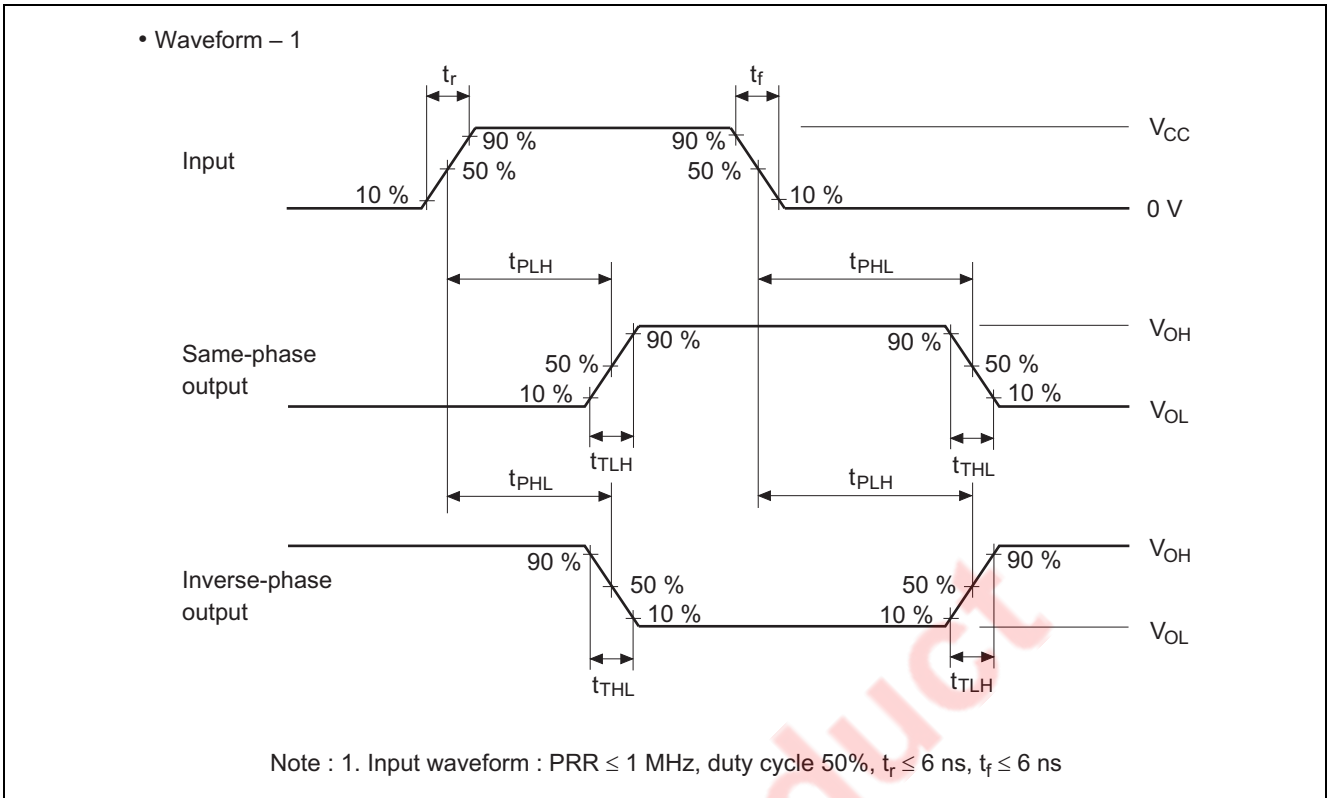 • Waveform – 1
tr
tf
Input
90 %
90 %
VCC
50 %
50 %
10 %
10 %
0 V
tPLH
tPHL
Same-phase
output
90 %
90 %
VOH
50 %
50 %
10 %
10 %
VOL
tTLH
tTHL
tPHL
tPLH
Inverse-phase
output
90 %
90 %
VOH
50 %
50 %
10 %
10 %
VOL
tTHL
tTLH
Note : 1. Input waveform : PRR ≤ 1 MHz, duty cycle 50%, tr ≤ 6 ns, tf ≤ 6 ns
duct